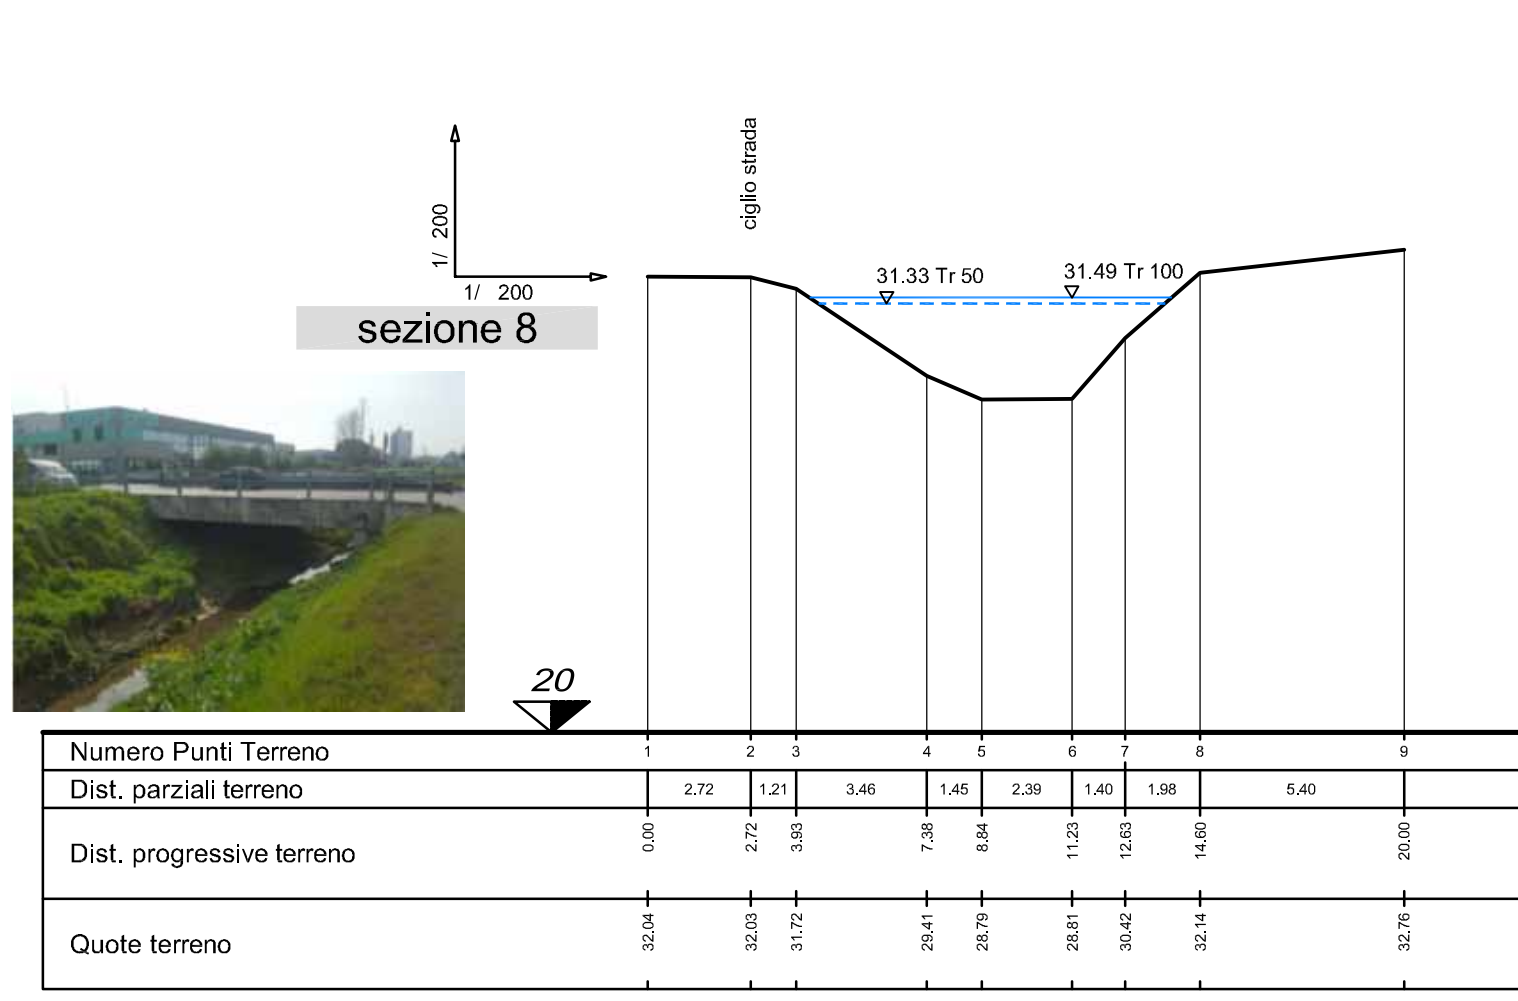 ciglio strada
1/ 200
1/ 200
sezione 8
31.33 Tr 50
31.49 Tr 100
20
Numero Punti Terreno 1 2 3 4 5 6 7 8 9
Dist. parziali terreno 2.72 1.21 3.46 1.45 2.39 1.40 1.98 5.40
Dist. progressive terreno 0.00 2.72 3.93 7.38 8.84 11.23 12.63 14.60 20.00
Quote terreno 32.04 32.03 31.72 29.41 28.79 28.81 30.42 32.14 32.76